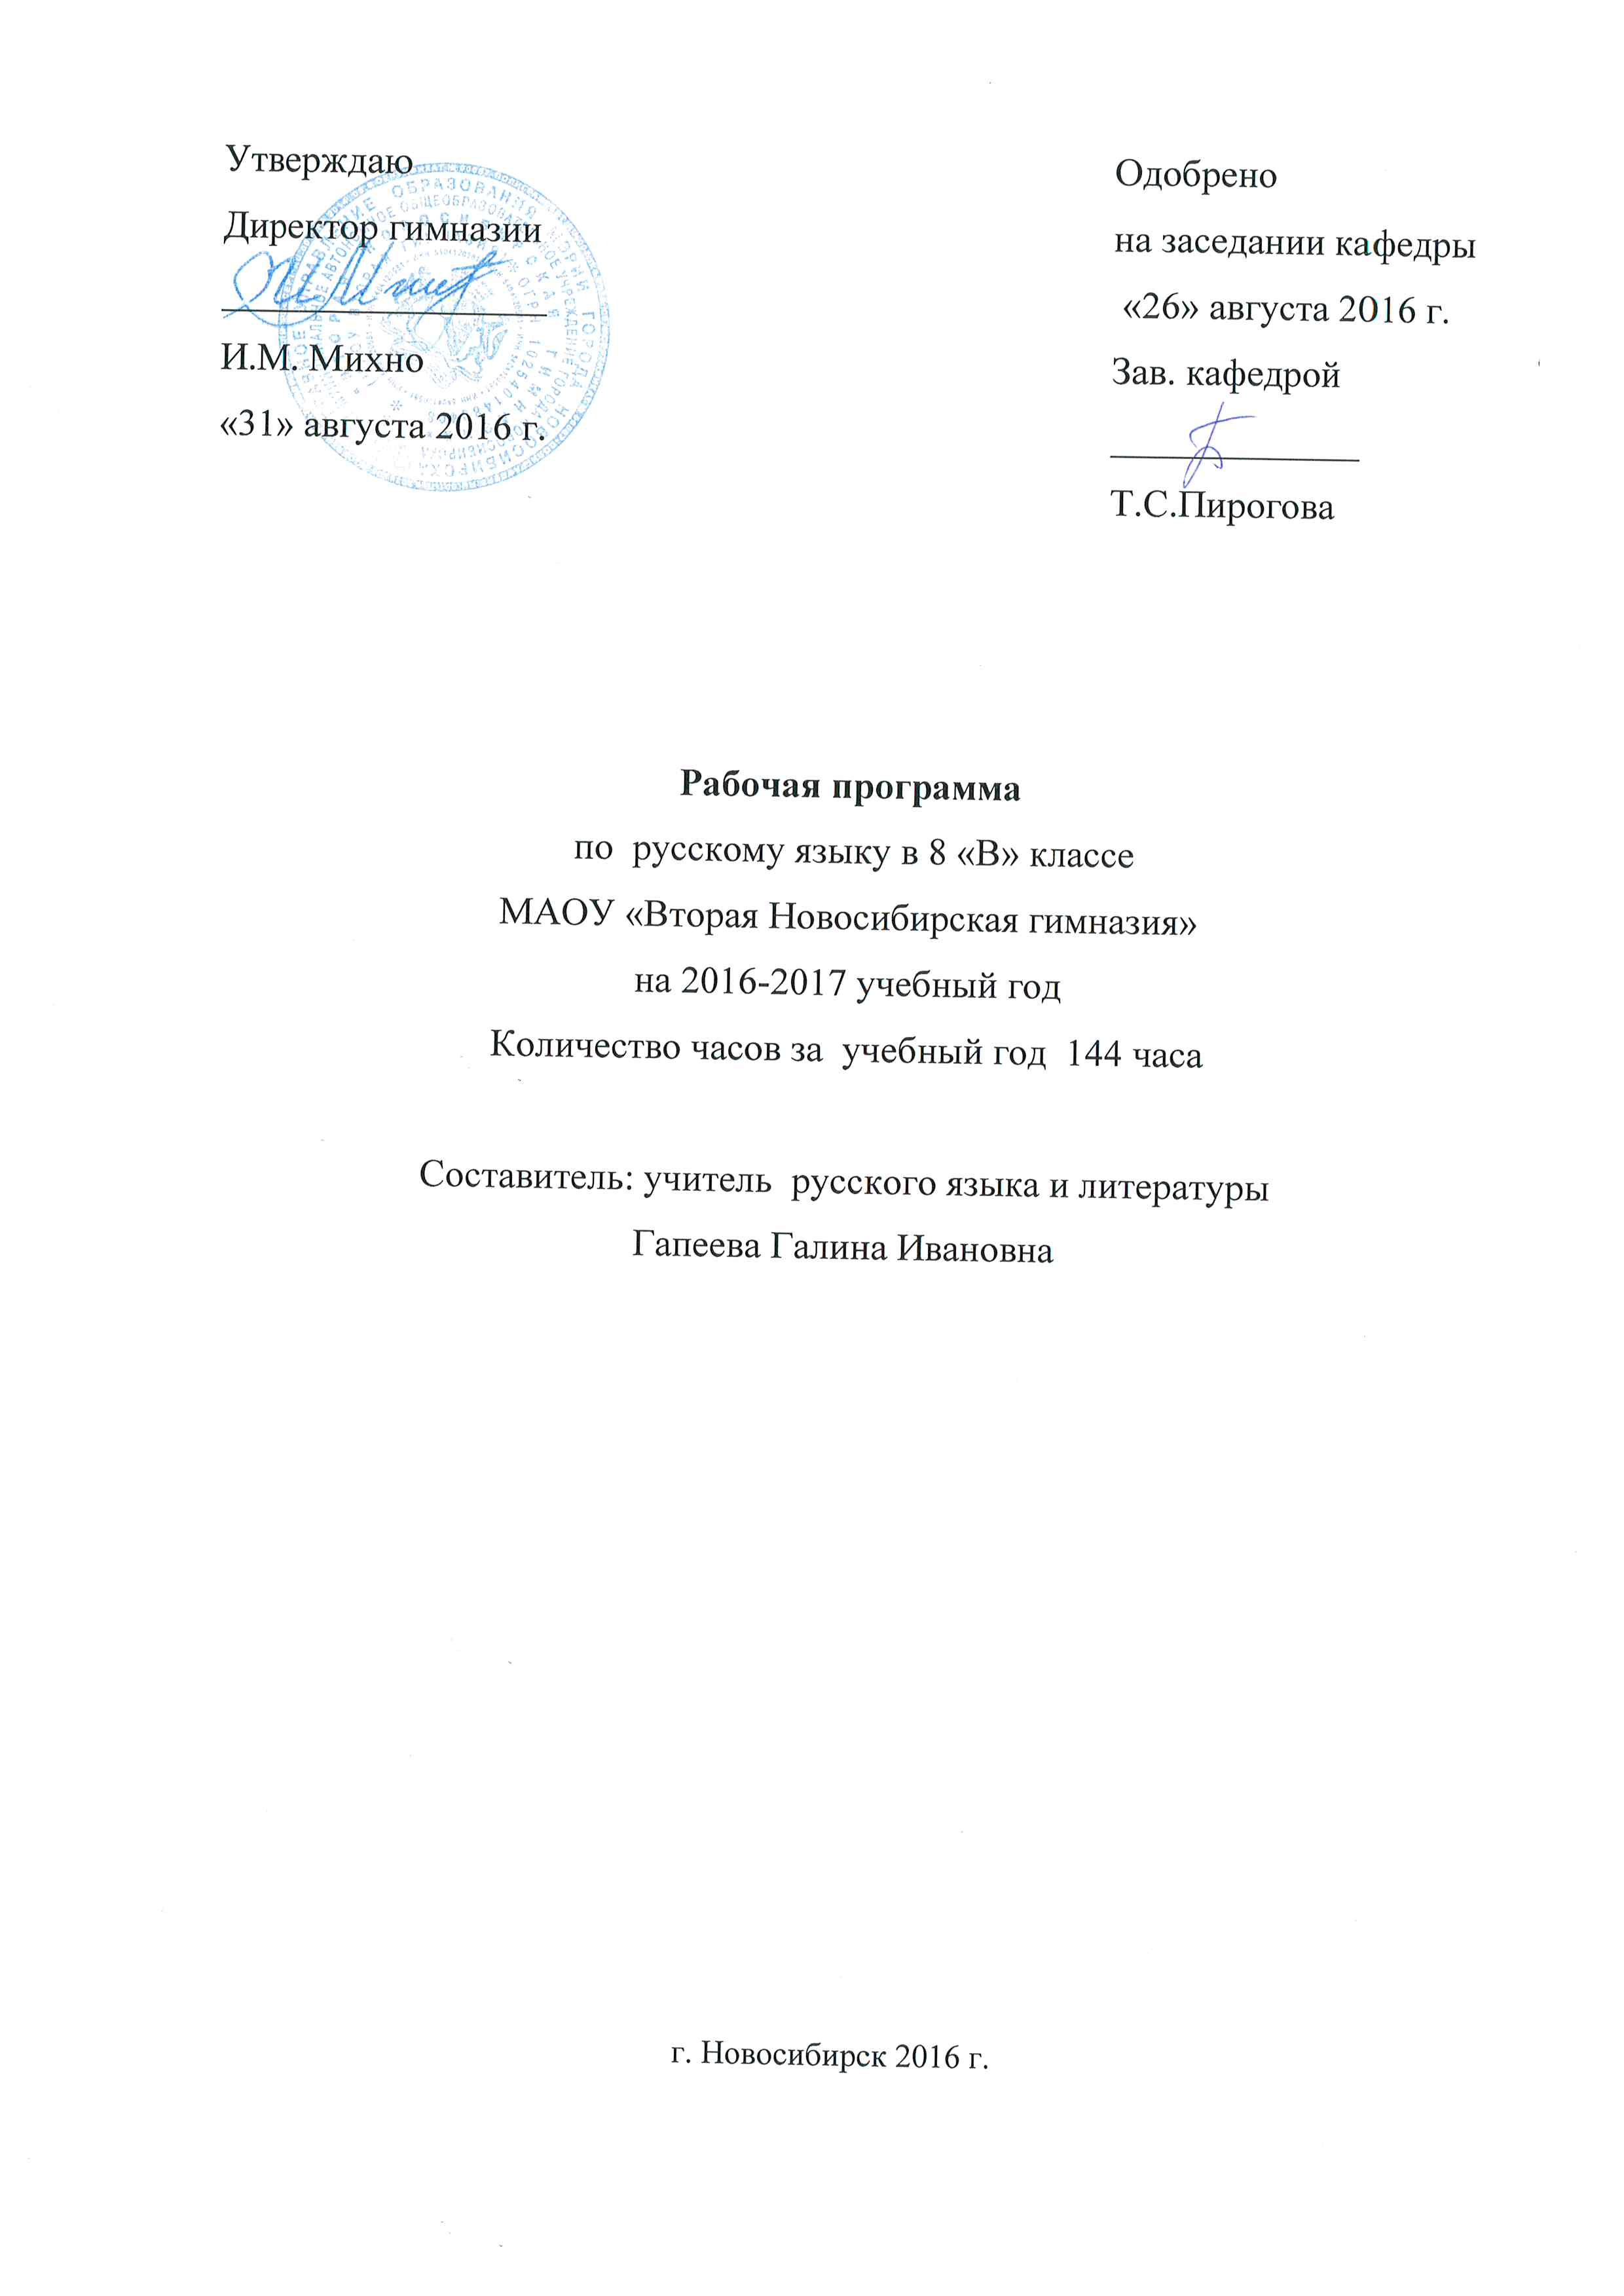 Утверждаю
Директор гимназии
И.М. Михно
«31» августа 2016 г.
Одобрено
на заседании кафедры
«26» августа 2016 г.
Зав. кафедрой
Т.С.Пирогова
Рабочая программа
по русскому языку в 8 «В» классе
МАОУ «Вторая Новосибирская гимназия»
на 2016-2017 учебный год
Количество часов за учебный год 144 часа
Составитель: учитель русского языка и литературы
Гапеева Галина Ивановна
г. Новосибирск 2016 г.